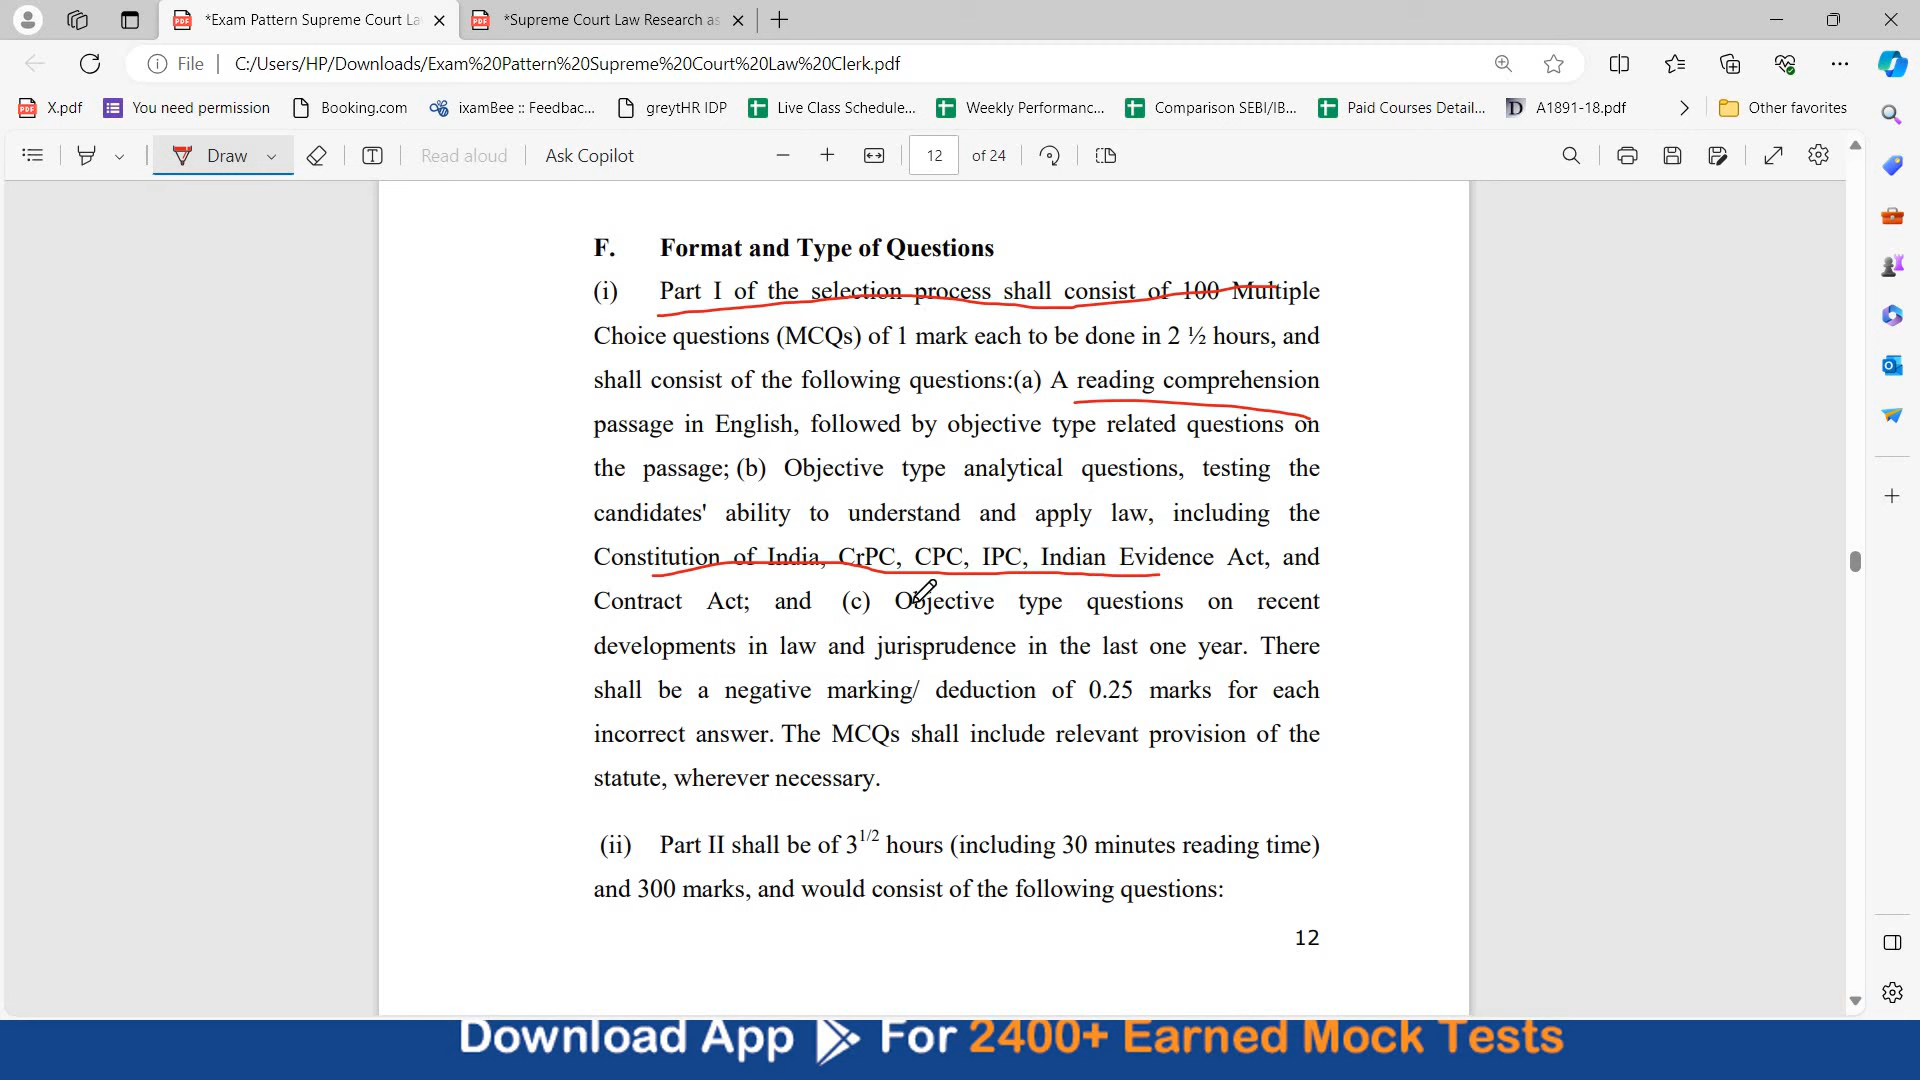 *Exam Pattern Supreme Court La
*Supreme Court Law Research as
File
C:/Users/HP/Downloads/Exam%20Pattern%20Supreme%20Court%20Law%20Clerk.pdf
X.pdf
You need permission
Booking.com
ixamBee :: Feedbac...
greytHR IDP
Live Class Schedule...
Weekly Performanc...
Comparison SEBI/IB...
Paid Courses Detail...
A1891-18.pdf
Other favorites
Draw
Read aloud
Ask Copilot
12
of 24
F. Format and Type of Questions
(i) Part I of the selection process shall consist of 100 Multiple
Choice questions (MCQs) of 1 mark each to be done in 2 ½ hours, and
shall consist of the following questions:(a) A reading comprehension
passage in English, followed by objective type related questions on
the passage; (b) Objective type analytical questions, testing the
candidates' ability to understand and apply law, including the
Constitution of India, CrPC, CPC, IPC, Indian Evidence Act, and
Contract Act; and (c) Objective type questions on recent
developments in law and jurisprudence in the last one year. There
shall be a negative marking/ deduction of 0.25 marks for each
incorrect answer. The MCQs shall include relevant provision of the
statute, wherever necessary.
(ii) Part II shall be of 3 1/2 hours (including 30 minutes reading time)
and 300 marks, and would consist of the following questions:
12
Download App For 2400+ Earned Mock Tests